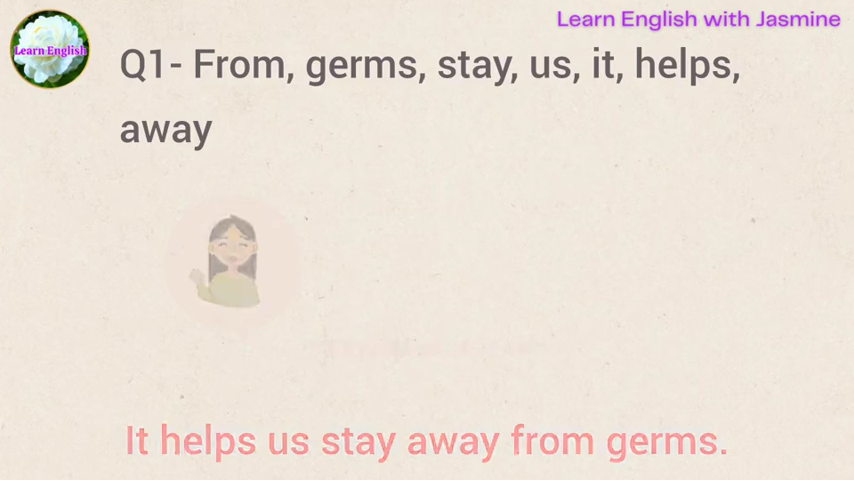 Learn English with Jasmine
Learn English
Q1- From, germs, stay, us, it, helps,
away
It helps us stay away from germs.